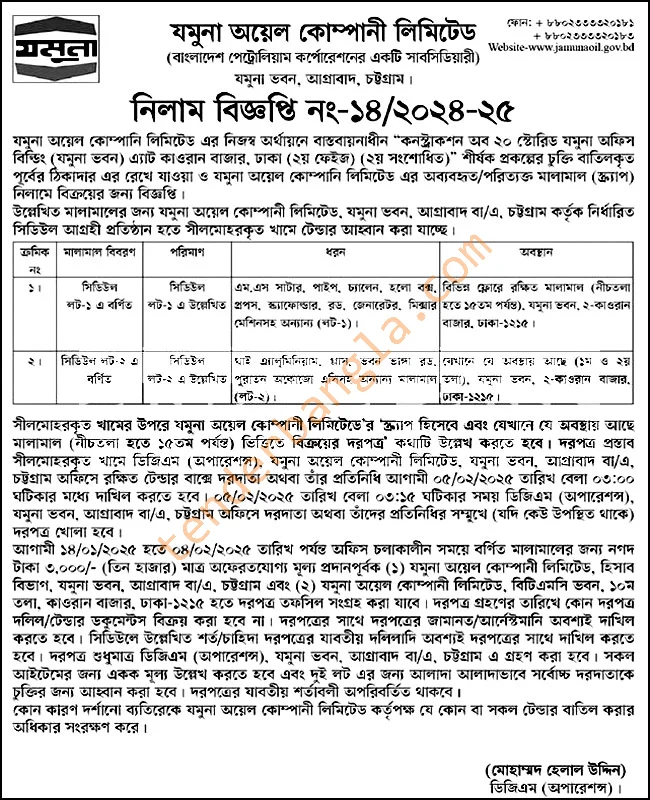 যমুনা
যমুনা অয়েল কোম্পানী লিমিটেড
(বাংলাদেশ পেট্রোলিয়াম কর্পোরেশনের একটি সাবসিডিয়ারী)
যমুনা ভবন, আগ্রাবাদ, চট্টগ্রাম।
ফোন: + ৮৮০২৩৩৩৩২০১৮১
+ ৮৮০২৩৩৩৩২০১৮৩
Website-www.jamunaoil.gov.bd
নিলাম বিজ্ঞপ্তি নং-১৪/২০২৪-২৫
যমুনা অয়েল কোম্পানি লিমিটেড এর নিজস্ব অর্থায়নে বাস্তবায়নাধীন “কনস্ট্রাকশন অব ২০ স্টোরিড যমুনা অফিস
বিল্ডিং (যমুনা ভবন) এ্যাট কাওরান বাজার, ঢাকা (২য় ফেইজ) (২য় সংশোধিত)” শীর্ষক প্রকল্পের চুক্তি বাতিলকৃত
পূর্বের ঠিকাদার এর রেখে যাওয়া ও যমুনা অয়েল কোম্পানি লিমিটেড এর অব্যবহৃত/পরিত্যক্ত মালামাল (স্ক্র্যাপ)
নিলামে বিক্রয়ের জন্য বিজ্ঞপ্তি।
উল্লেখিত মালামালের জন্য যমুনা অয়েল কোম্পানী লিমিটেড, যমুনা ভবন, আগ্রাবাদ বা/এ, চট্টগ্রাম কর্তৃক নির্ধারিত
সিডিউল আগ্রহী প্রতিষ্ঠান হতে সীলমোহরকৃত খামে টেন্ডার আহ্বান করা যাচ্ছে।
ক্রমিক নং | মালামাল বিবরণ | পরিমাণ | ধরন | অবস্থান
১। | সিডিউল লট-১ এ বর্ণিত | সিডিউল লট-১ এ উল্লেখিত | এম.এস সাটার, পাইপ, চ্যানেল, হলো বক্স, প্রপস, স্ক্যাফোল্ডার, রড, জেনারেটর, মিক্সার মেশিনসহ অন্যান্য (লট-১)। | বিভিন্ন ফ্লোরে রক্ষিত মালামাল (নীচতলা হতে ১৫তম পর্যন্ত), যমুনা ভবন, ২-কাওরান বাজার, ঢাকা-১২১৫।
২। | সিডিউল লট-২ এ বর্ণিত | সিডিউল লট-২ এ উল্লেখিত | থাই এ্যালুমিনিয়াম, গ্লাস, ভবন ভাঙ্গা রড, পুরাতন অকেজো এসিসহ অন্যান্য মালামাল (লট-২)। | যেখানে যে অবস্থায় আছে (১ম ও ২য় তলা), যমুনা ভবন, ২-কাওরান বাজার, ঢাকা-১২১৫।
সীলমোহরকৃত খামের উপরে যমুনা অয়েল কোম্পানী লিমিটেডে’র ‘স্ক্র্যাপ হিসেবে এবং যেখানে যে অবস্থায় আছে
মালামাল (নীচতলা হতে ১৫তম পর্যন্ত) ভিত্তিতে বিক্রয়ের দরপত্র’ কথাটি উল্লেখ করতে হবে। দরপত্র প্রস্তাব
সীলমোহরকৃত খামে ডিজিএম (অপারেশন্স), যমুনা অয়েল কোম্পানী লিমিটেড, যমুনা ভবন, আগ্রাবাদ বা/এ,
চট্টগ্রাম অফিসে রক্ষিত টেন্ডার বাক্সে দরদাতা অথবা তাঁর প্রতিনিধি আগামী ০৫/০২/২০২৫ তারিখ বেলা ০৩:০০
ঘটিকার মধ্যে দাখিল করতে হবে। ০৫/০২/২০২৫ তারিখ বেলা ০৩:১৫ ঘটিকার সময় ডিজিএম (অপারেশন্স),
যমুনা ভবন, আগ্রাবাদ বা/এ, চট্টগ্রাম অফিসে দরদাতা অথবা তাঁদের প্রতিনিধির সম্মুখে (যদি কেউ উপস্থিত থাকে)
দরপত্র খোলা হবে।
আগামী ১৪/০১/২০২৫ হতে ০৪/০২/২০২৫ তারিখ পর্যন্ত অফিস চলাকালীন সময়ে বর্ণিত মালামালের জন্য নগদ
টাকা ৩,০০০/- (তিন হাজার) মাত্র অফেরতযোগ্য মূল্য প্রদানপূর্বক (১) যমুনা অয়েল কোম্পানী লিমিটেড, হিসাব
বিভাগ, যমুনা ভবন, আগ্রাবাদ বা/এ, চট্টগ্রাম এবং (২) যমুনা অয়েল কোম্পানী লিমিটেড, বিটিএমসি ভবন, ১০ম
তলা, কাওরান বাজার, ঢাকা-১২১৫ হতে দরপত্র তফসিল সংগ্রহ করা যাবে। দরপত্র গ্রহণের তারিখে কোন দরপত্র
দলিল/টেন্ডার ডকুমেন্টস বিক্রয় করা হবে না। দরপত্রের সাথে দরপত্রের জামানত/আর্নেস্টমানি অবশ্যই দাখিল
করতে হবে। সিডিউলে উল্লেখিত শর্ত/চাহিদা দরপত্রের যাবতীয় দলিলাদি অবশ্যই দরপত্রের সাথে দাখিল করতে
হবে। দরপত্র শুধুমাত্র ডিজিএম (অপারেশন্স), যমুনা ভবন, আগ্রাবাদ বা/এ, চট্টগ্রাম এ গ্রহণ করা হবে। সকল
আইটেমের জন্য একক মূল্য উল্লেখ করতে হবে এবং দুই লট এর জন্য আলাদা আলাদাভাবে সর্বোচ্চ দরদাতাকে
চুক্তির জন্য আহ্বান করা হবে। দরপত্রের যাবতীয় শর্তাবলী অপরিবর্তিত থাকবে।
কোন কারণ দর্শানো ব্যতিরেকে যমুনা অয়েল কোম্পানী লিমিটেড কর্তৃপক্ষ যে কোন বা সকল টেন্ডার বাতিল করার
অধিকার সংরক্ষণ করে।
(মোহাম্মদ হেলাল উদ্দিন)
ডিজিএম (অপারেশন্স)।
tenderbangla.com